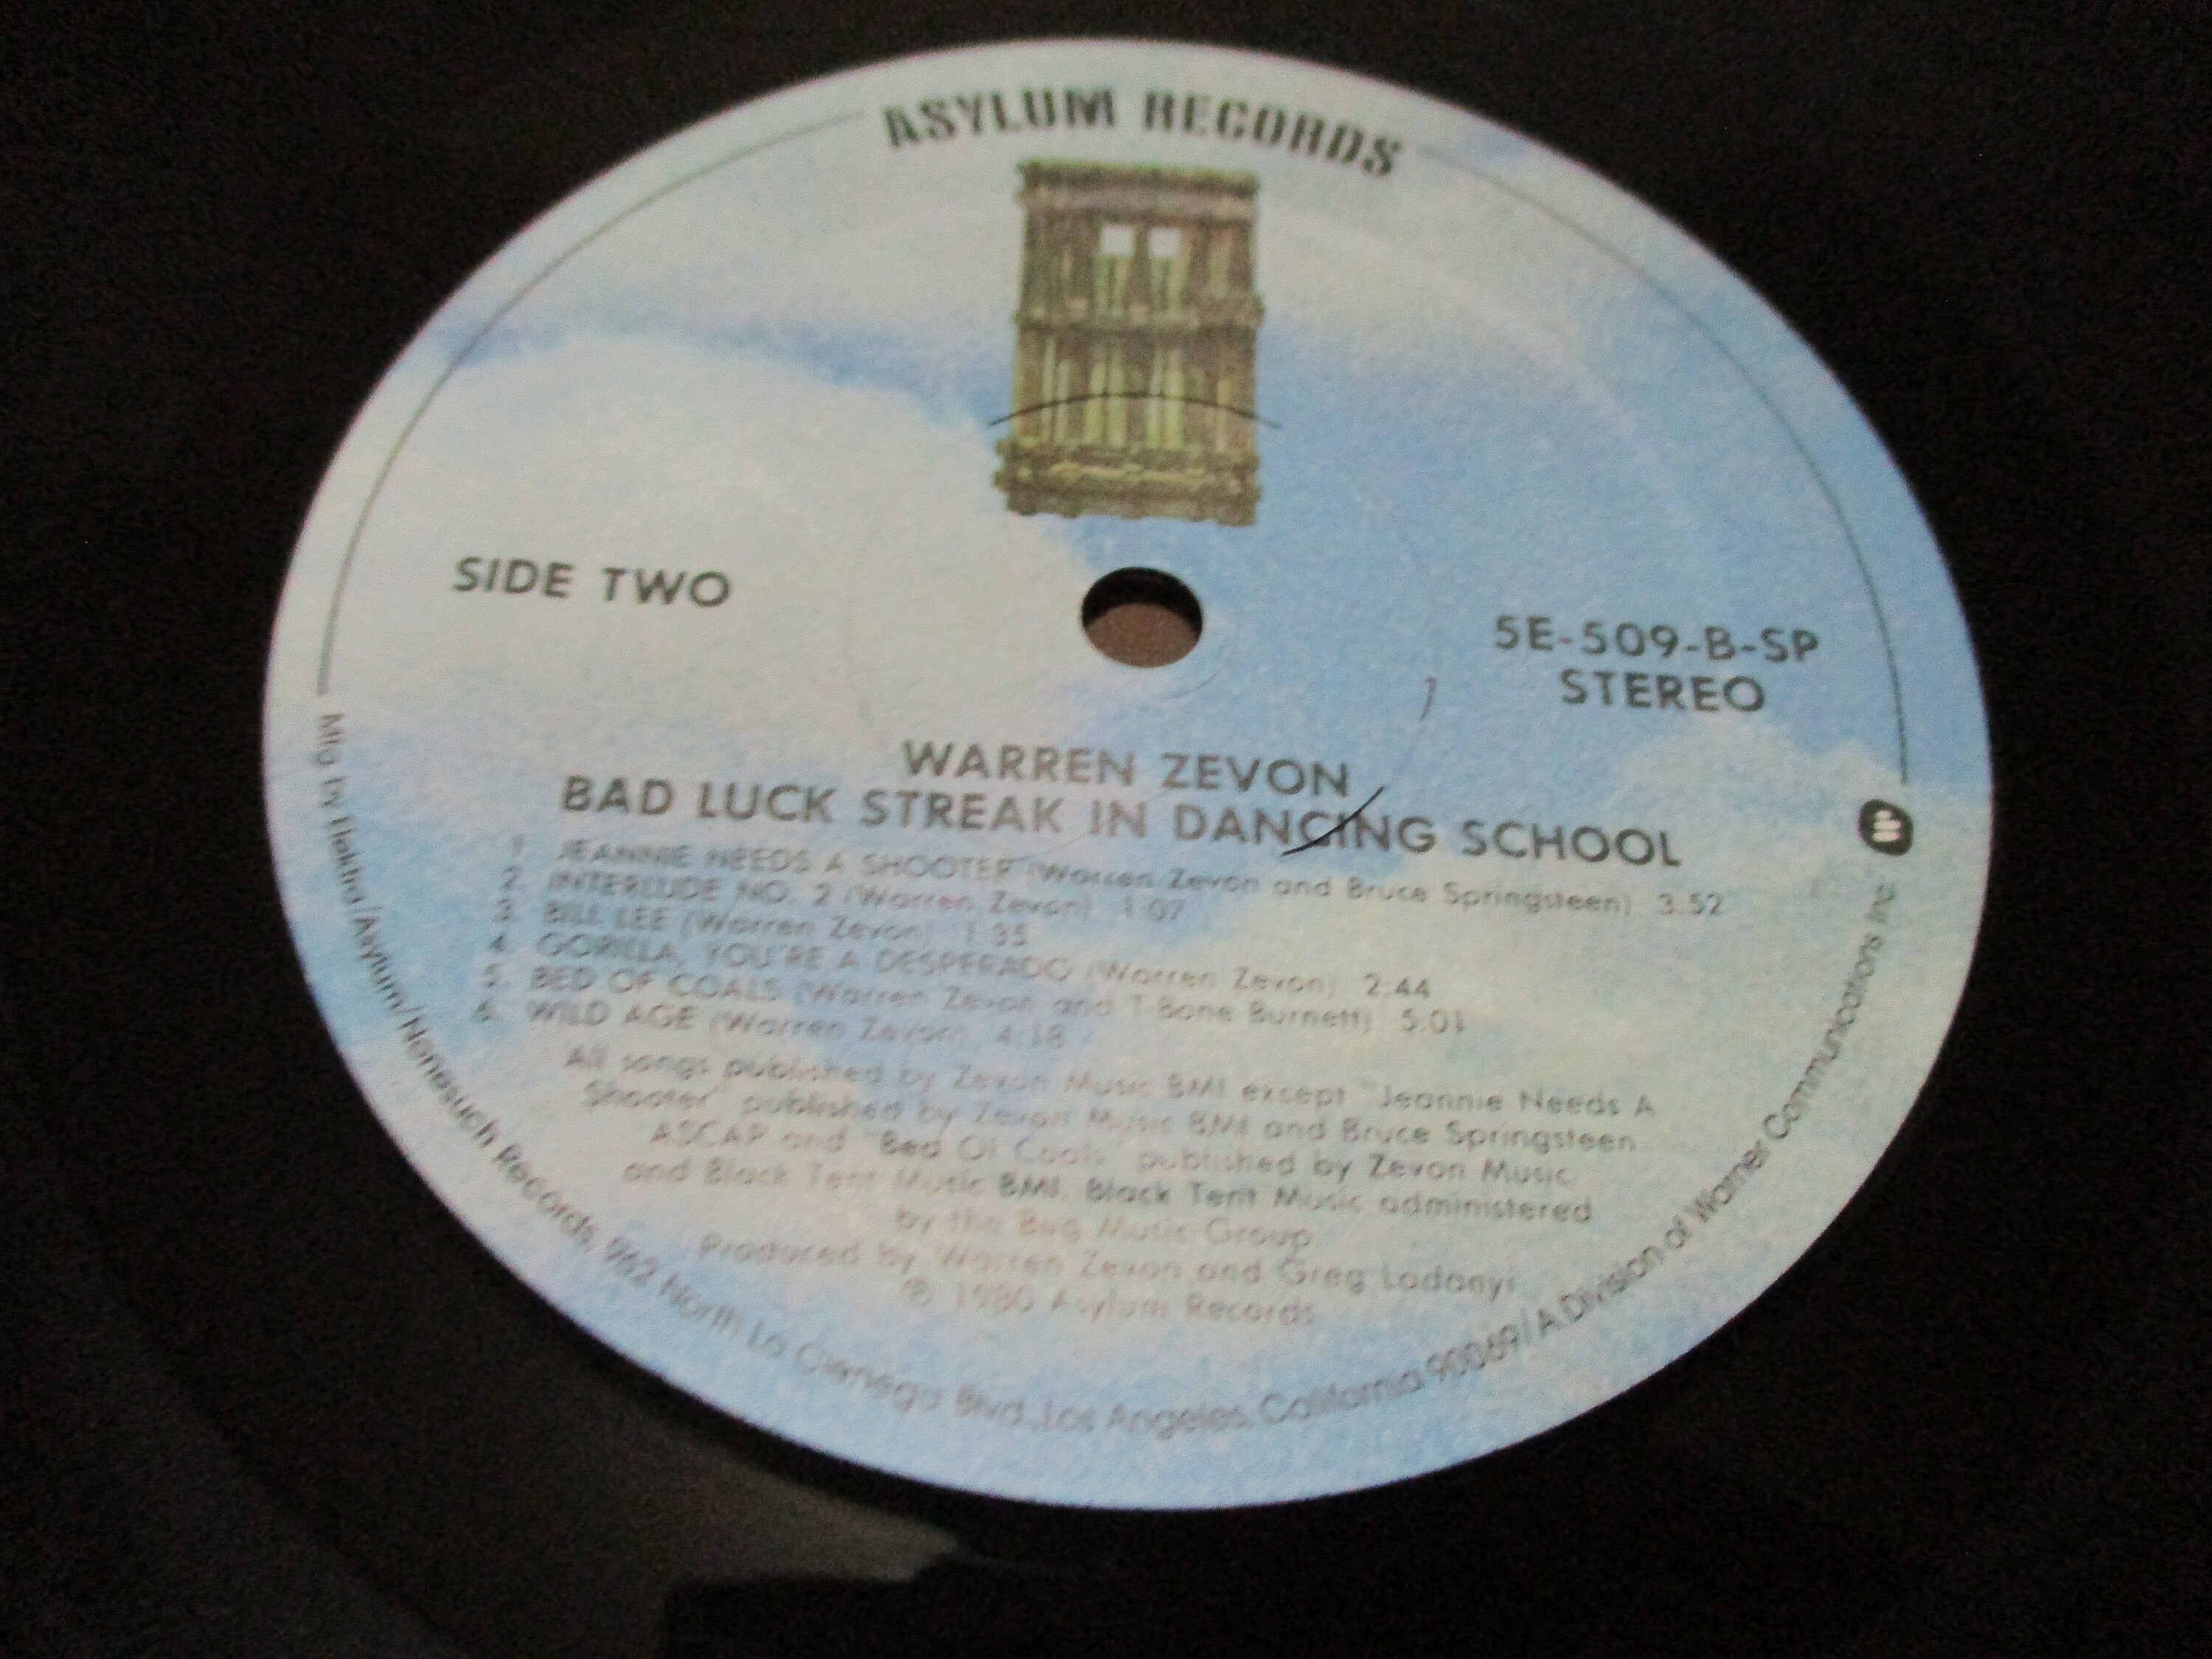 ASYLUM RECORDS
SIDE TWO
5E-509-B-SP
STEREO
WARREN ZEVON
BAD LUCK STREAK IN DANCING SCHOOL
1. JEANNIE NEEDS A SHOOTER (Warren Zevon and Bruce Springsteen) 3:52
2. INTERLUDE NO. 2 (Warren Zevon) 1:07
3. BILL LEE (Warren Zevon) 1:35
4. GORILLA, YOU'RE A DESPERADO (Warren Zevon) 2:44
5. BED OF COALS (Warren Zevon and T-Bone Burnett) 5:01
6. WILD AGE (Warren Zevon) 4:18
All songs published by Zevon Music BMI except "Jeannie Needs A
Shooter" published by Zevon Music BMI and Bruce Springsteen
ASCAP and "Bed Of Coals" published by Zevon Music
and Black Tent Music BMI. Black Tent Music administered
by the Bug Music Group
Produced by Warren Zevon and Greg Ladanyi
℗ 1980 Asylum Records
Mfg by Elektra/Asylum/Nonesuch Records, 962 North La Cienega Blvd., Los Angeles, California 90069/A Division of Warner Communications Inc.